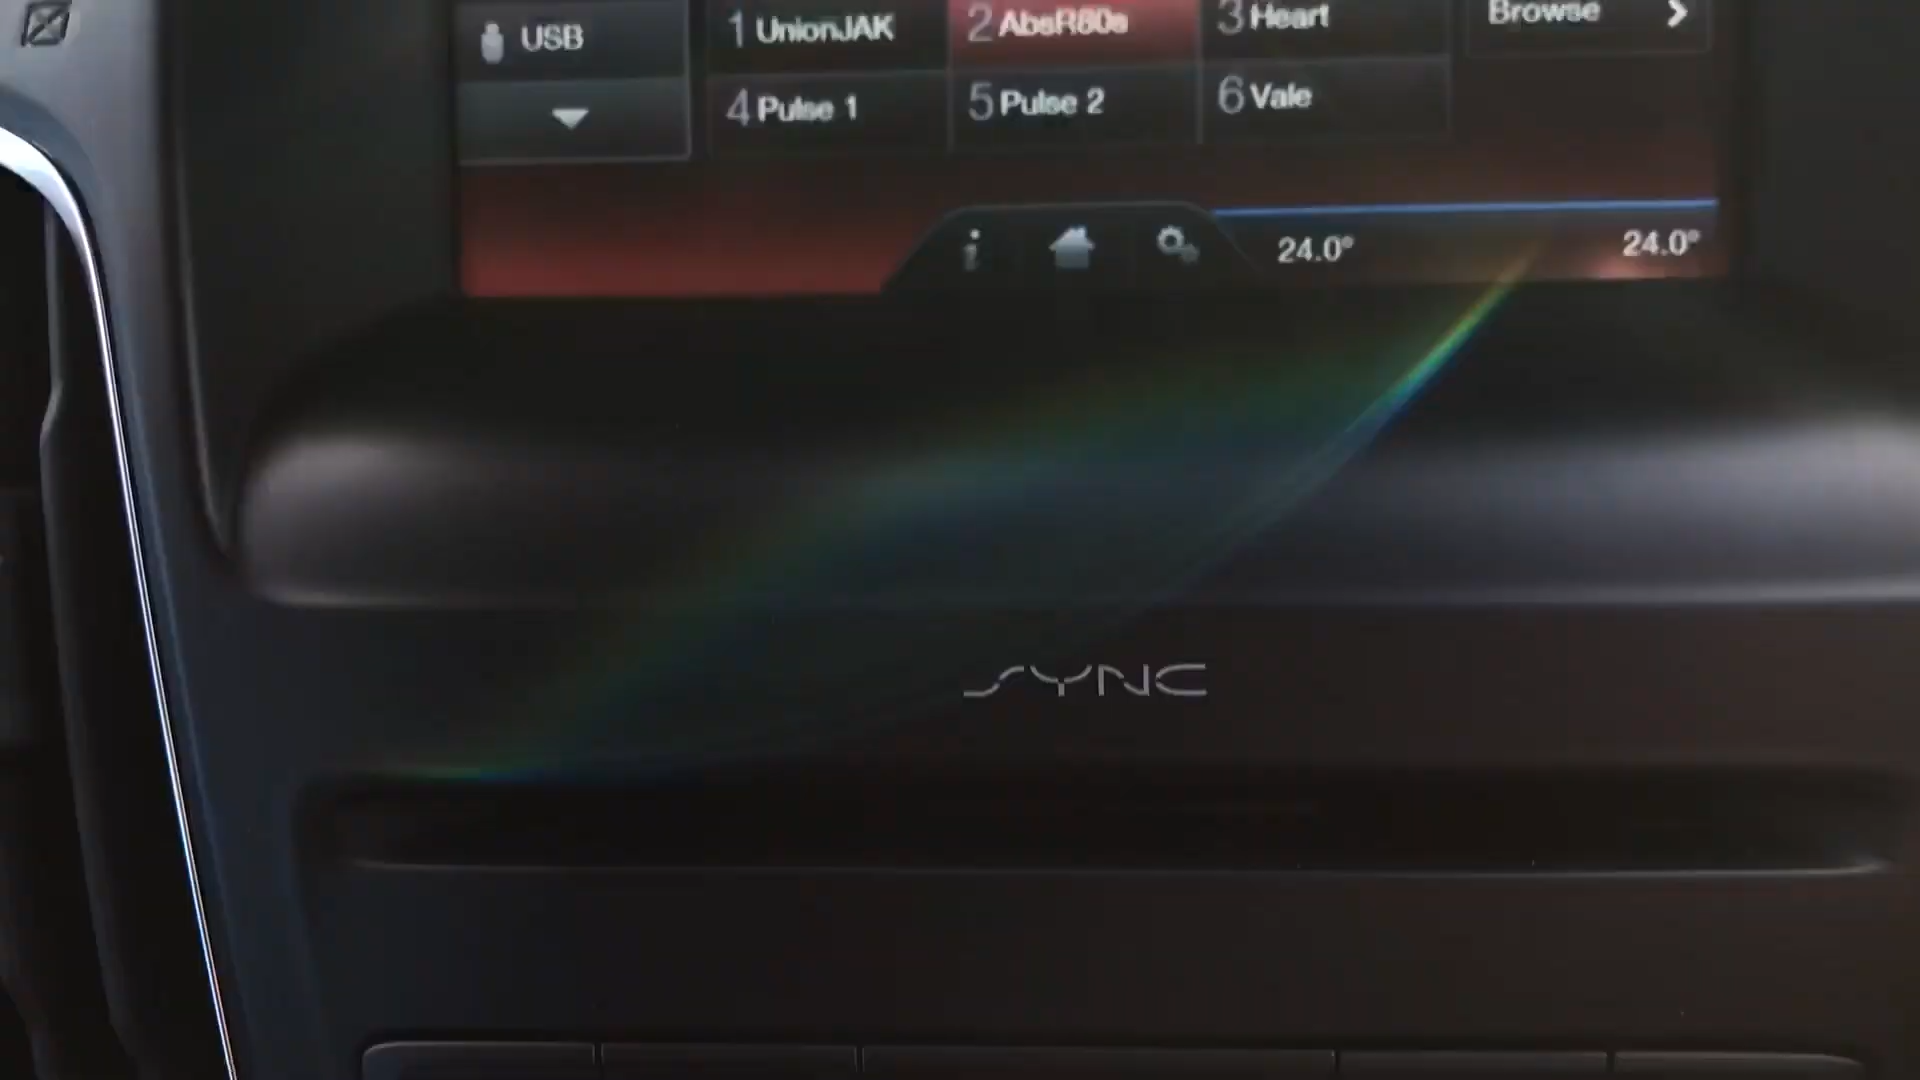 USB
1 UnionJAK
2 AbsR80s
3 Heart
Browse
4 Pulse 1
5 Pulse 2
6 Vale
24.0°
24.0°
SYNC